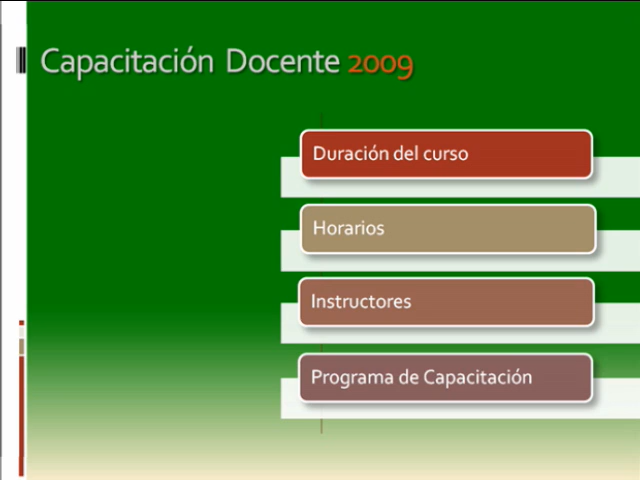 Capacitación Docente 2009
Duración del curso
Horarios
Instructores
Programa de Capacitación